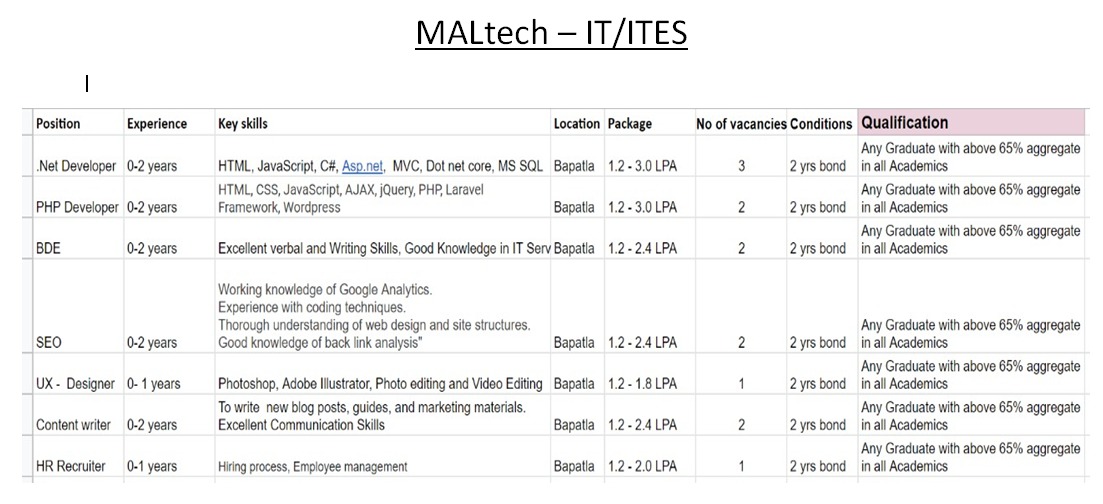 MALtech – IT/ITES
Position Experience Key skills Location Package No of vacancies Conditions Qualification
.Net Developer 0-2 years HTML, JavaScript, C#, Asp.net, MVC, Dot net core, MS SQL Bapatla 1.2 - 3.0 LPA 3 2 yrs bond Any Graduate with above 65% aggregate
in all Academics
PHP Developer 0-2 years HTML, CSS, JavaScript, AJAX, jQuery, PHP, Laravel
Framework, Wordpress Bapatla 1.2 - 3.0 LPA 2 2 yrs bond Any Graduate with above 65% aggregate
in all Academics
BDE 0-2 years Excellent verbal and Writing Skills, Good Knowledge in IT Serv Bapatla 1.2 - 2.4 LPA 2 2 yrs bond Any Graduate with above 65% aggregate
in all Academics
SEO 0-2 years Working knowledge of Google Analytics.
Experience with coding techniques.
Thorough understanding of web design and site structures.
Good knowledge of back link analysis" Bapatla 1.2 - 2.4 LPA 2 2 yrs bond Any Graduate with above 65% aggregate
in all Academics
UX - Designer 0- 1 years Photoshop, Adobe Illustrator, Photo editing and Video Editing Bapatla 1.2 - 1.8 LPA 1 2 yrs bond Any Graduate with above 65% aggregate
in all Academics
Content writer 0-2 years To write new blog posts, guides, and marketing materials.
Excellent Communication Skills Bapatla 1.2 - 2.4 LPA 2 2 yrs bond Any Graduate with above 65% aggregate
in all Academics
HR Recruiter 0-1 years Hiring process, Employee management Bapatla 1.2 - 2.0 LPA 1 2 yrs bond Any Graduate with above 65% aggregate
in all Academics